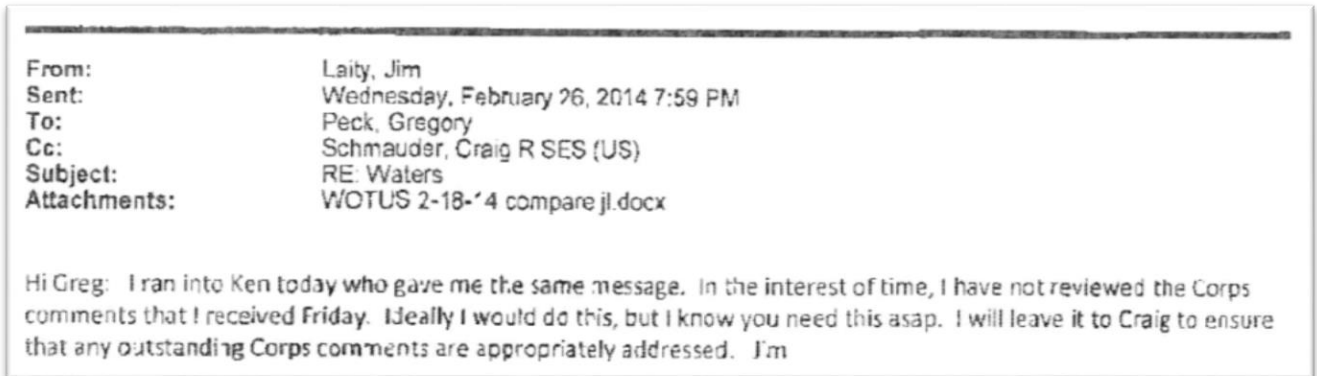 From: Laity, Jim
Sent: Wednesday, February 26, 2014 7:59 PM
To: Peck, Gregory
Cc: Schmauder, Craig R SES (US)
Subject: RE: Waters
Attachments: WOTUS 2-18-14 compare jl.docx
Hi Greg: I ran into Ken today who gave me the same message. In the interest of time, I have not reviewed the Corps
comments that I received Friday. Ideally I would do this, but I know you need this asap. I will leave it to Craig to ensure
that any outstanding Corps comments are appropriately addressed. Jim